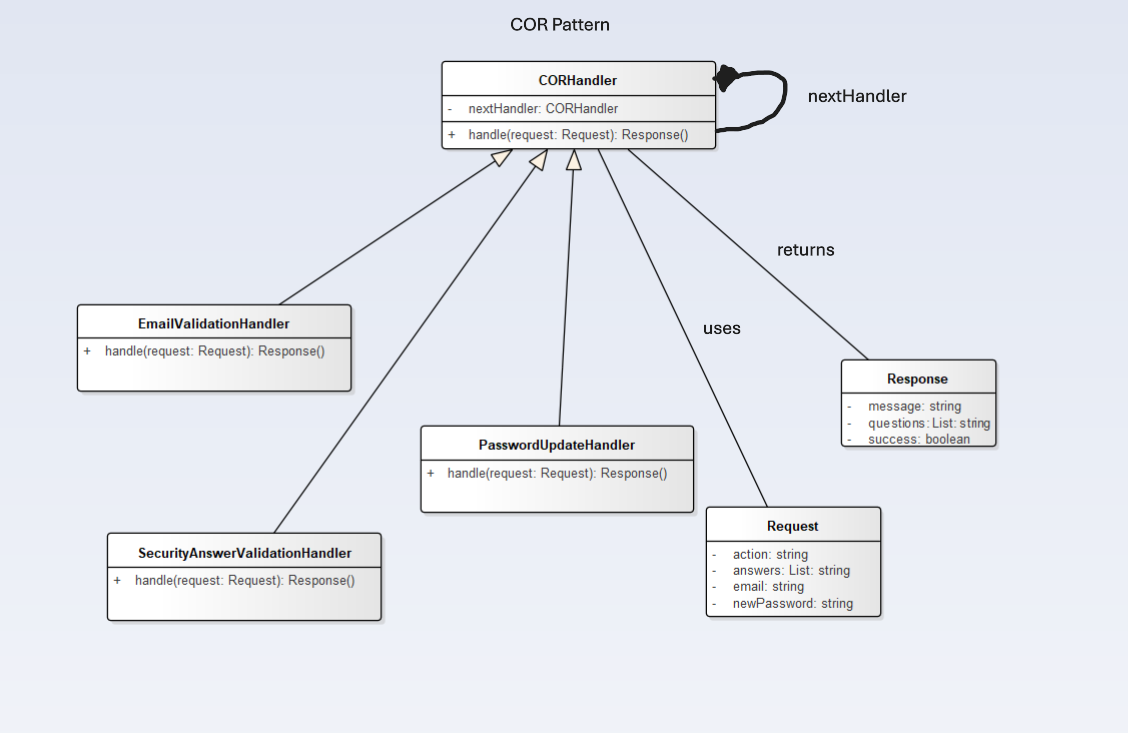 COR Pattern
CORHandler
- nextHandler: CORHandler
+ handle(request: Request): Response()
nextHandler
returns
uses
EmailValidationHandler
+ handle(request: Request): Response()
Response
- message: string
- questions: List: string
- success: boolean
PasswordUpdateHandler
+ handle(request: Request): Response()
Request
- action: string
- answers: List: string
- email: string
- newPassword: string
SecurityAnswerValidationHandler
+ handle(request: Request): Response()